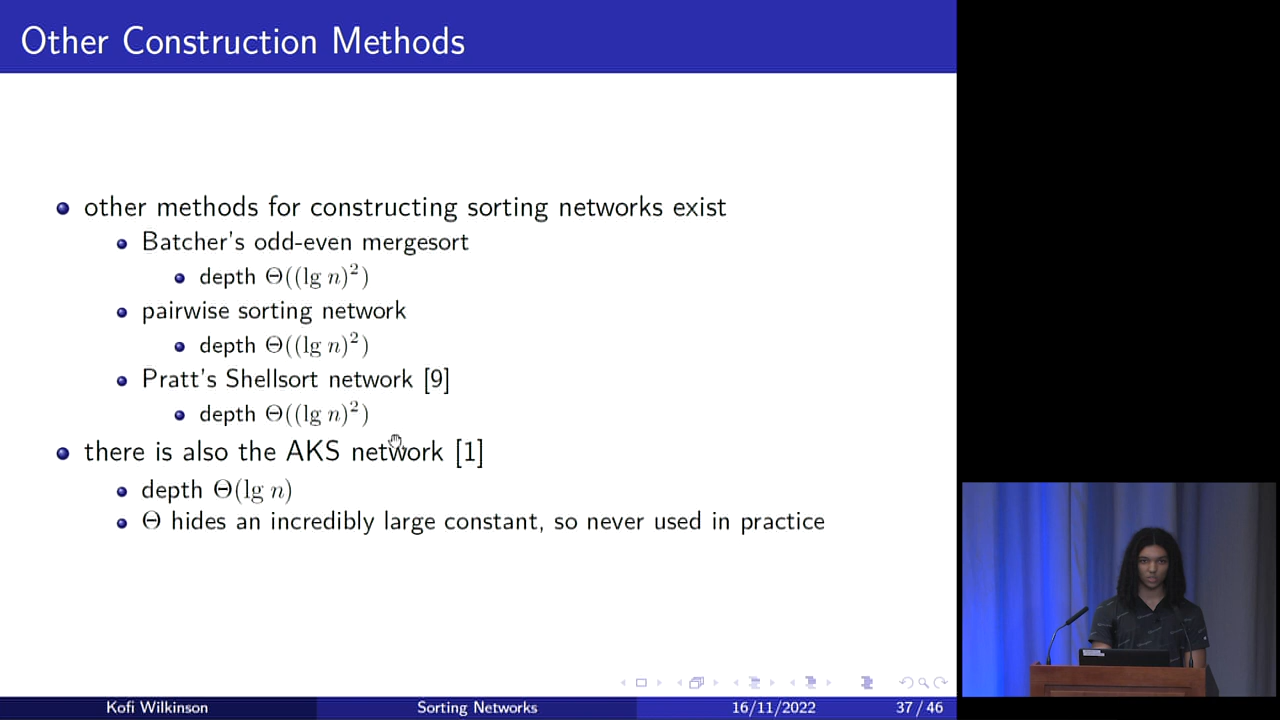 Other Construction Methods
other methods for constructing sorting networks exist
Batcher's odd-even mergesort
depth Θ((lg n)²)
pairwise sorting network
depth Θ((lg n)²)
Pratt's Shellsort network [9]
depth Θ((lg n)²)
there is also the AKS network [1]
depth Θ(lg n)
Θ hides an incredibly large constant, so never used in practice
Kofi Wilkinson Sorting Networks 16/11/2022 37 / 46